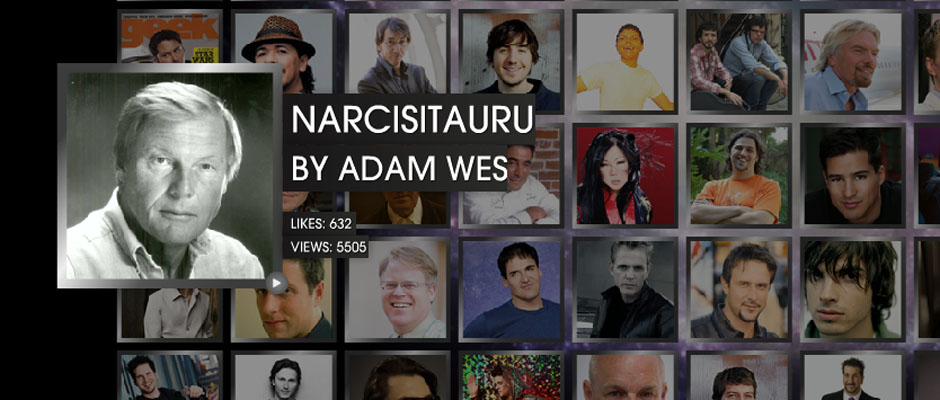 geek
NARCISITAURU
BY ADAM WES
LIKES: 632
VIEWS: 5505